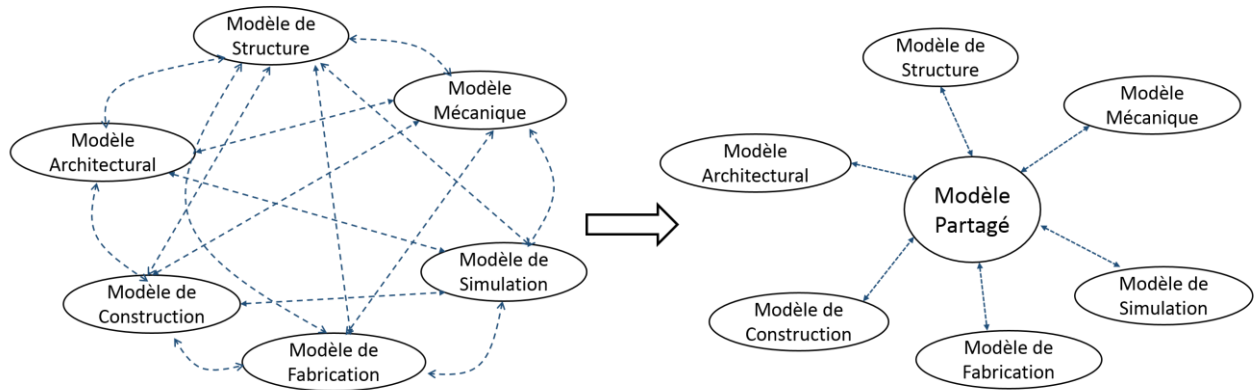 Modèle de
Structure
Modèle
Mécanique
Modèle
Architectural
Modèle de
Simulation
Modèle de
Construction
Modèle de
Fabrication
Modèle de
Structure
Modèle
Mécanique
Modèle
Architectural
Modèle
Partagé
Modèle de
Simulation
Modèle de
Construction
Modèle de
Fabrication